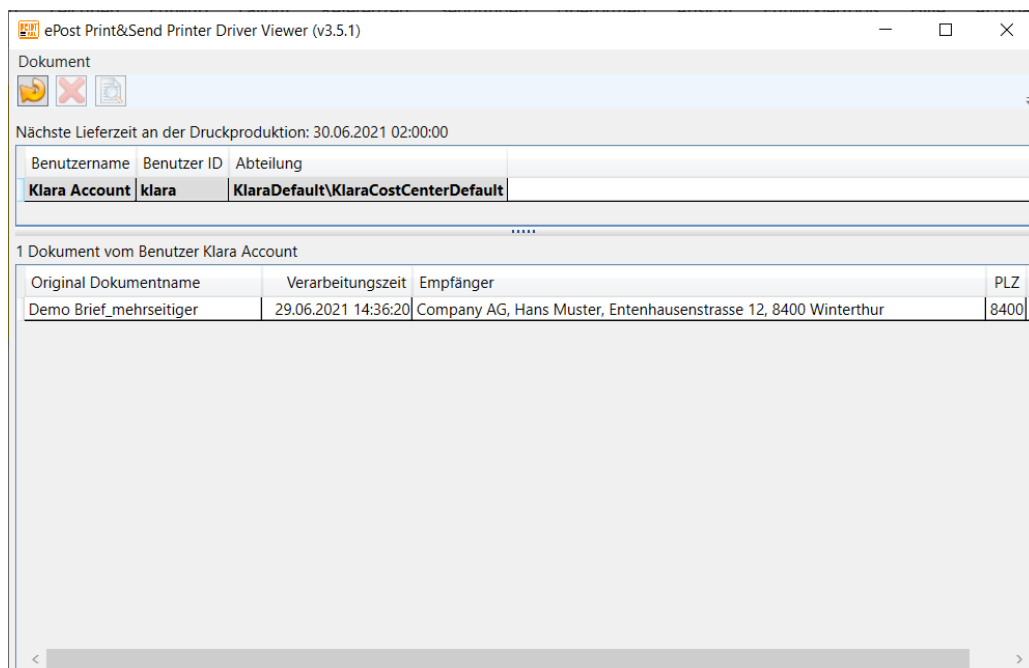 ePost Print&Send Printer Driver Viewer (v3.5.1)
Dokument
Nächste Lieferzeit an der Druckproduktion: 30.06.2021 02:00:00
Benutzername Benutzer ID Abteilung
Klara Account klara KlaraDefault\KlaraCostCenterDefault
1 Dokument vom Benutzer Klara Account
Original Dokumentname Verarbeitungszeit Empfänger PLZ
Demo Brief_mehrseitiger 29.06.2021 14:36:20 Company AG, Hans Muster, Entenhausenstrasse 12, 8400 Winterthur 8400